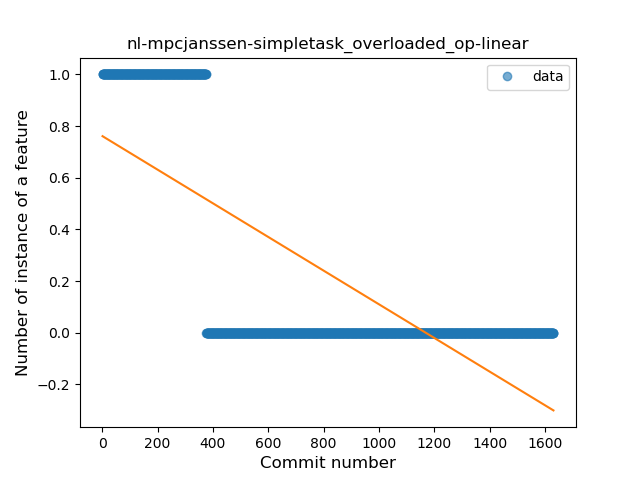 nl-mpcjanssen-simpletask_overloaded_op-linear
data
Number of instance of a feature
1.0
0.8
0.6
0.4
0.2
0.0
−0.2
0 200 400 600 800 1000 1200 1400 1600
Commit number